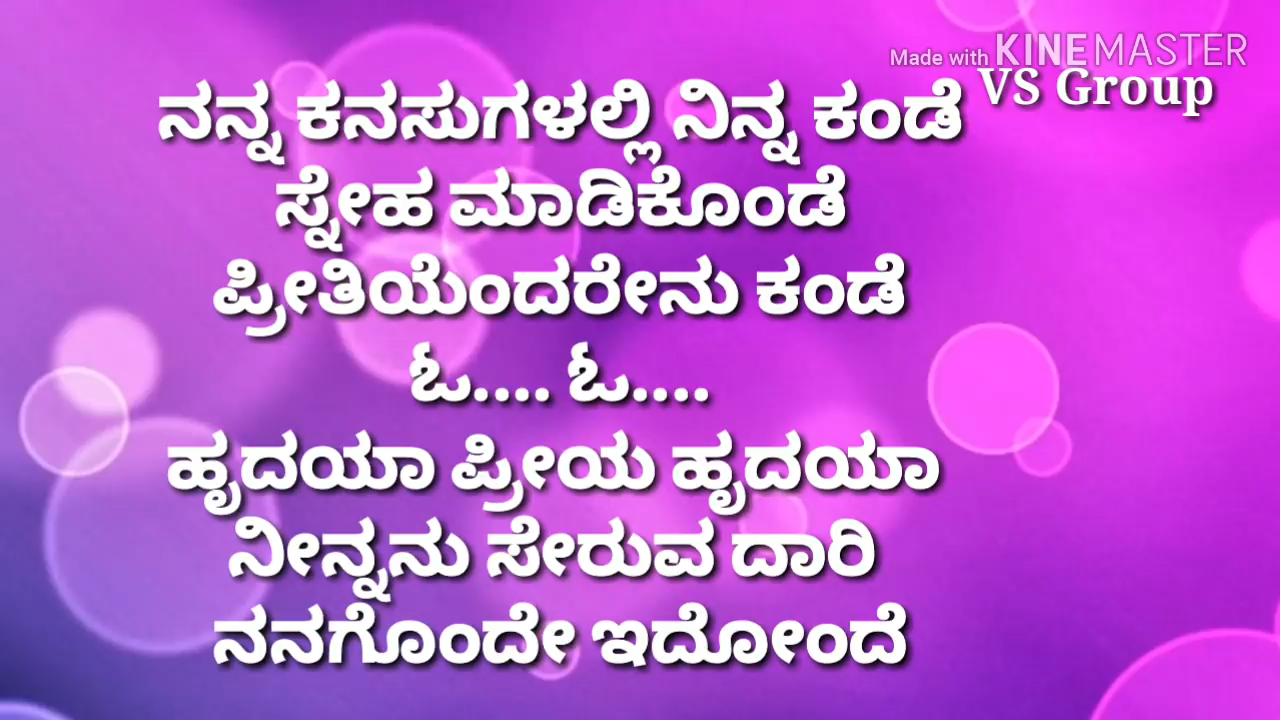 Made with KINEMASTER
VS Group
ನನ್ನ ಕನಸುಗಳಲ್ಲಿ ನಿನ್ನ ಕಂಡೆ
ಸ್ನೇಹ ಮಾಡಿಕೊಂಡೆ
ಪ್ರೀತಿಯೆಂದರೇನು ಕಂಡೆ
ಓ.... ಓ....
ಹೃದಯಾ ಪ್ರೀಯ ಹೃದಯಾ
ನೀನ್ನನು ಸೇರುವ ದಾರಿ
ನನಗೊಂದೇ ಇದೋಂದೆ